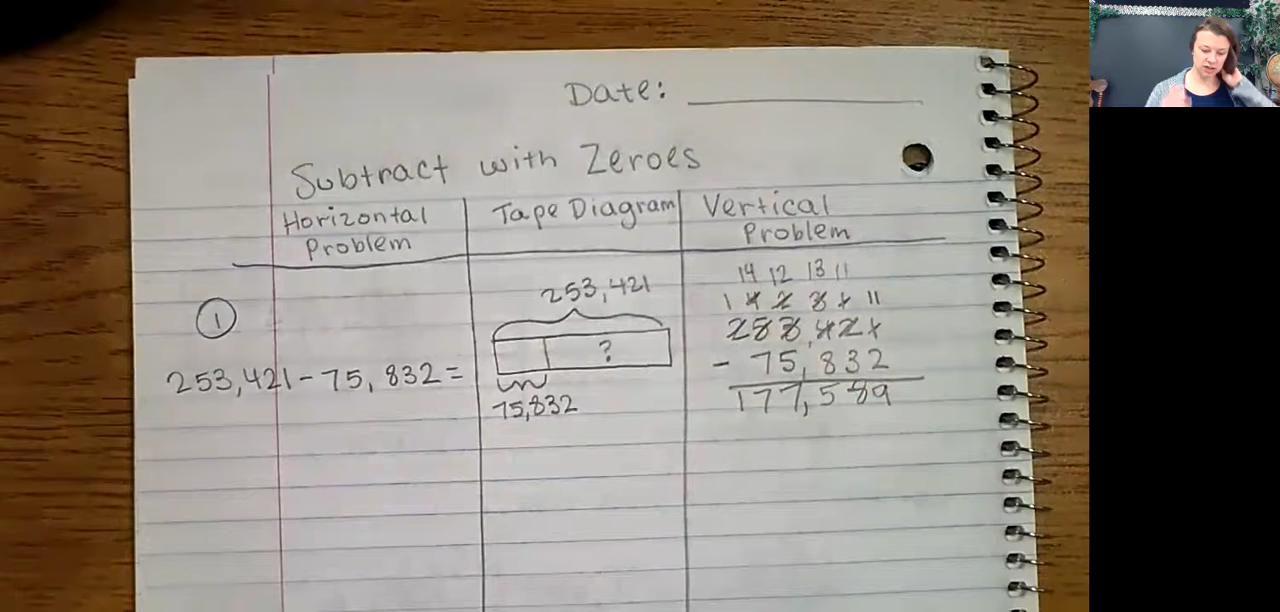 Date:
Subtract with Zeroes
Horizontal Problem
Tape Diagram
Vertical Problem
1
253,421 - 75,832 =
253,421
?
75,832
14 12 13 11
1 4 2 3 1 11
253,421
- 75,832
177,589